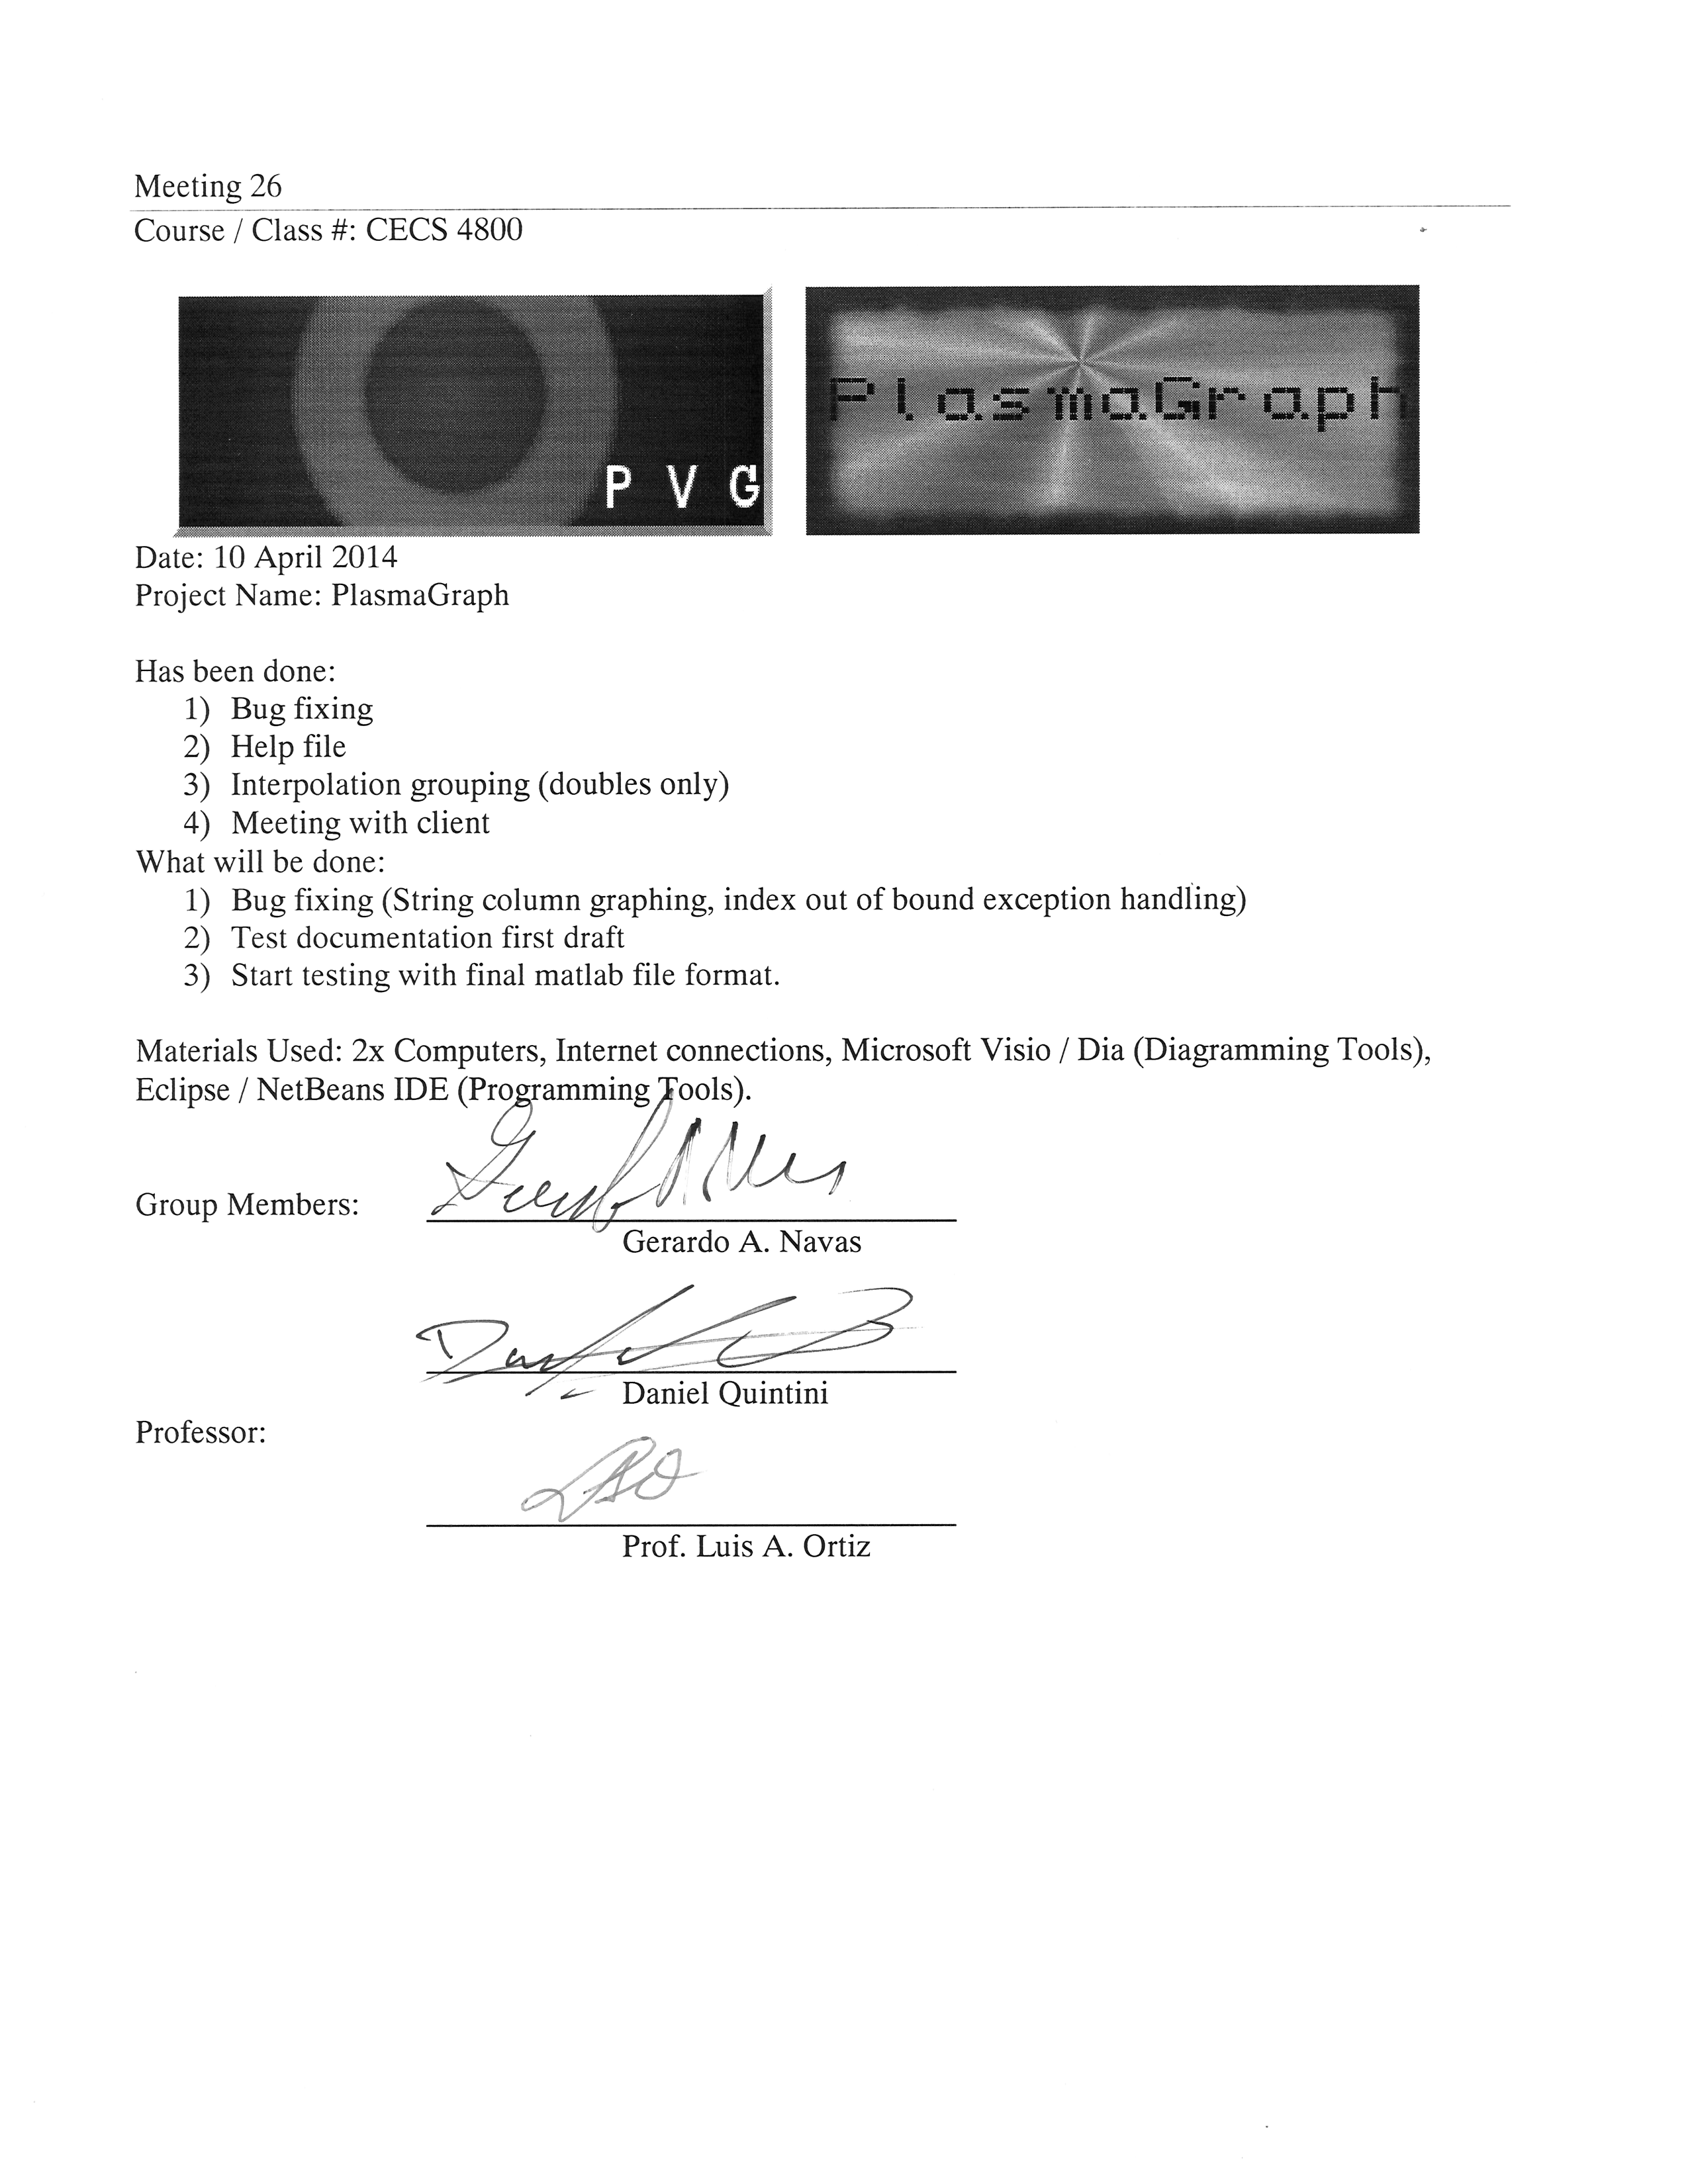 Meeting 26
Course / Class #: CECS 4800
P V G
PlasmaGraph
Date: 10 April 2014
Project Name: PlasmaGraph
Has been done:
1) Bug fixing
2) Help file
3) Interpolation grouping (doubles only)
4) Meeting with client
What will be done:
1) Bug fixing (String column graphing, index out of bound exception handling)
2) Test documentation first draft
3) Start testing with final matlab file format.
Materials Used: 2x Computers, Internet connections, Microsoft Visio / Dia (Diagramming Tools),
Eclipse / NetBeans IDE (Programming Tools).
Group Members:
Gerardo A. Navas
Daniel Quintini
Professor:
Prof. Luis A. Ortiz